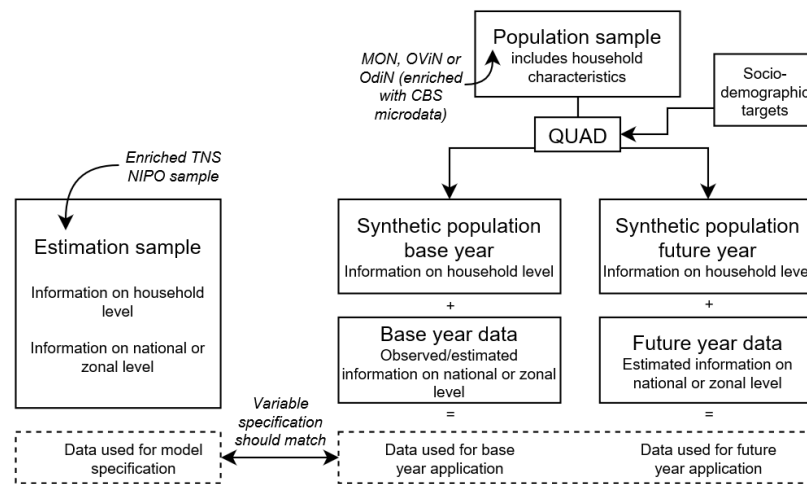 Population sample
includes household
characteristics
MON, OViN or
OdiN (enriched
with CBS
microdata)
Socio-
demographic
targets
QUAD
Enriched TNS
NIPO sample
Estimation sample
Information on household
level
Information on national or
zonal level
Synthetic population
base year
Information on household level
+
Base year data
Observed/estimated
information on national or zonal
level
=
Synthetic population
future year
Information on household level
+
Future year data
Estimated information on
national or zonal level
=
Variable
specification
should match
Data used for model
specification
Data used for base
year application
Data used for future
year application